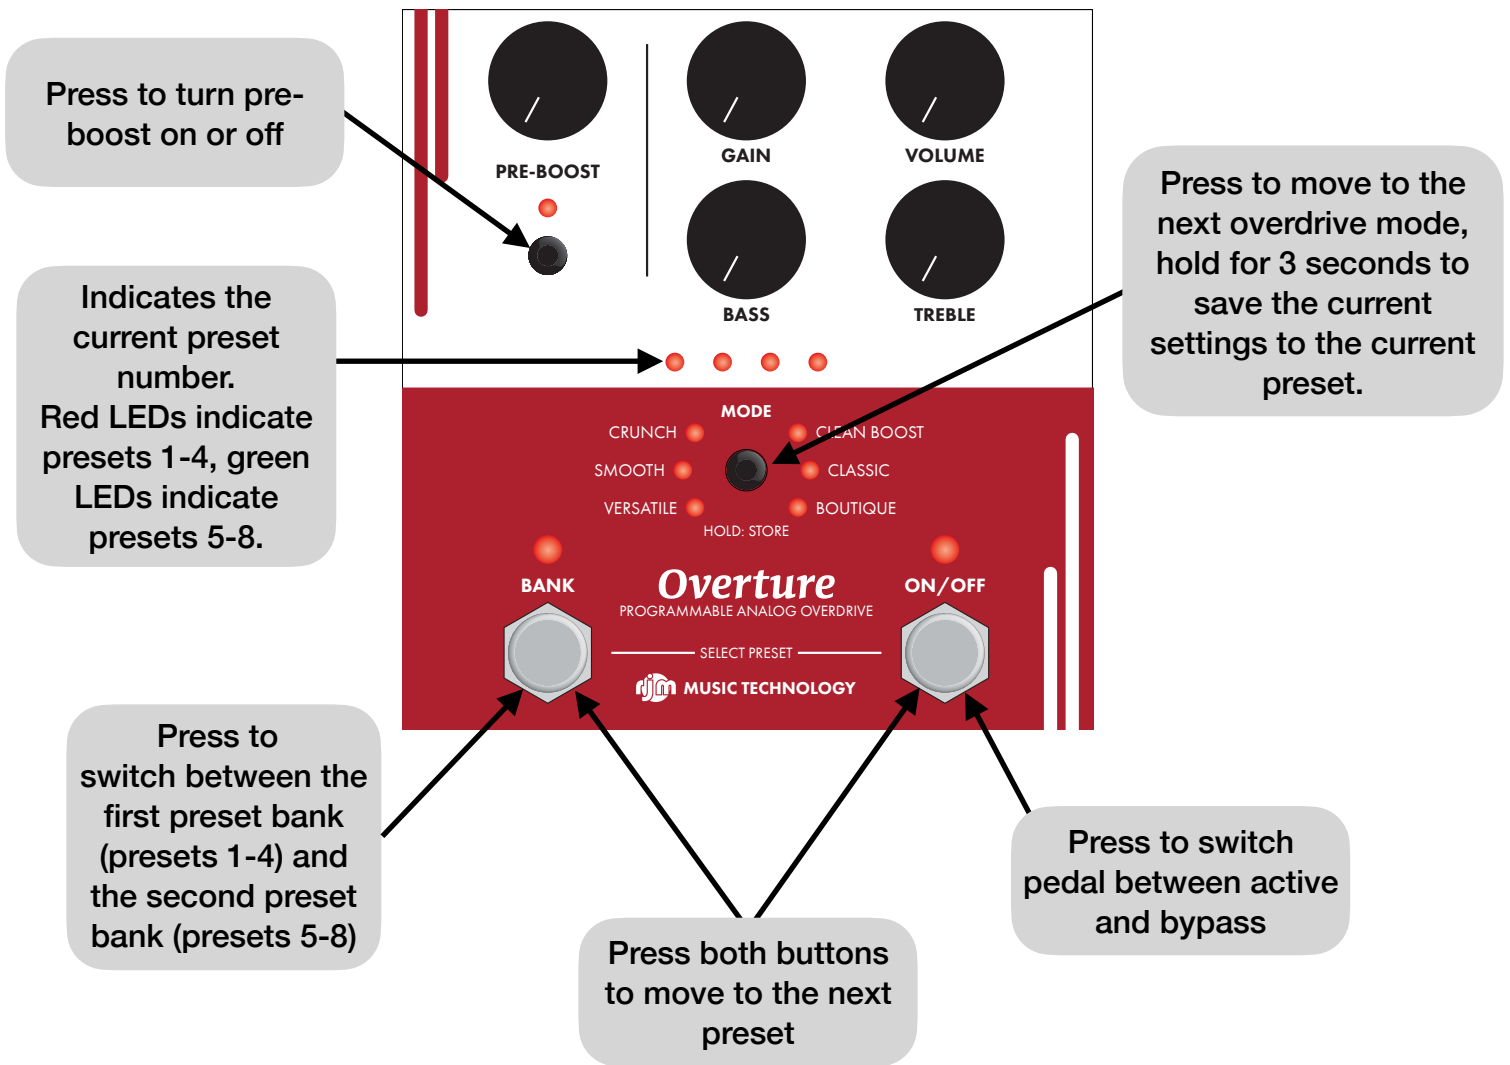 Press to turn pre-
boost on or off
GAIN
VOLUME
PRE-BOOST
Press to move to the
next overdrive mode,
hold for 3 seconds to
save the current
settings to the current
preset.
Indicates the
current preset
number.
Red LEDs indicate
presets 1-4, green
LEDs indicate
presets 5-8.
BASS
TREBLE
MODE
CRUNCH
CLEAN BOOST
SMOOTH
CLASSIC
VERSATILE
BOUTIQUE
HOLD: STORE
BANK
Overture
ON/OFF
PROGRAMMABLE ANALOG OVERDRIVE
SELECT PRESET
rjm MUSIC TECHNOLOGY
Press to
switch between the
first preset bank
(presets 1-4) and
the second preset
bank (presets 5-8)
Press to switch
pedal between active
and bypass
Press both buttons
to move to the next
preset